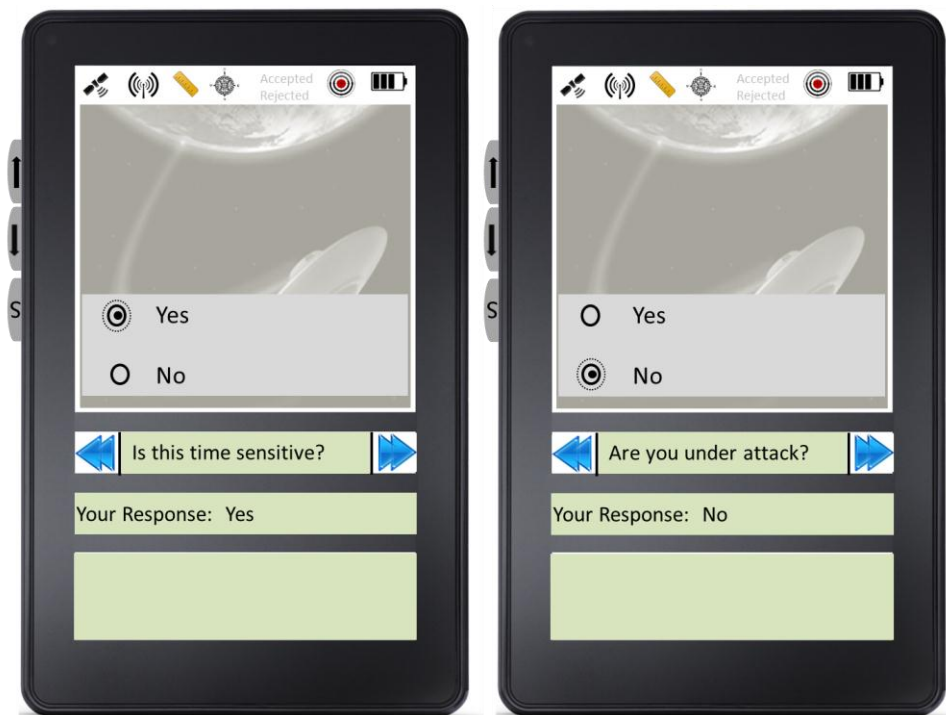 Accepted
Rejected
S
Yes
No
Is this time sensitive?
Your Response: Yes
Accepted
Rejected
S
Yes
No
Are you under attack?
Your Response: No